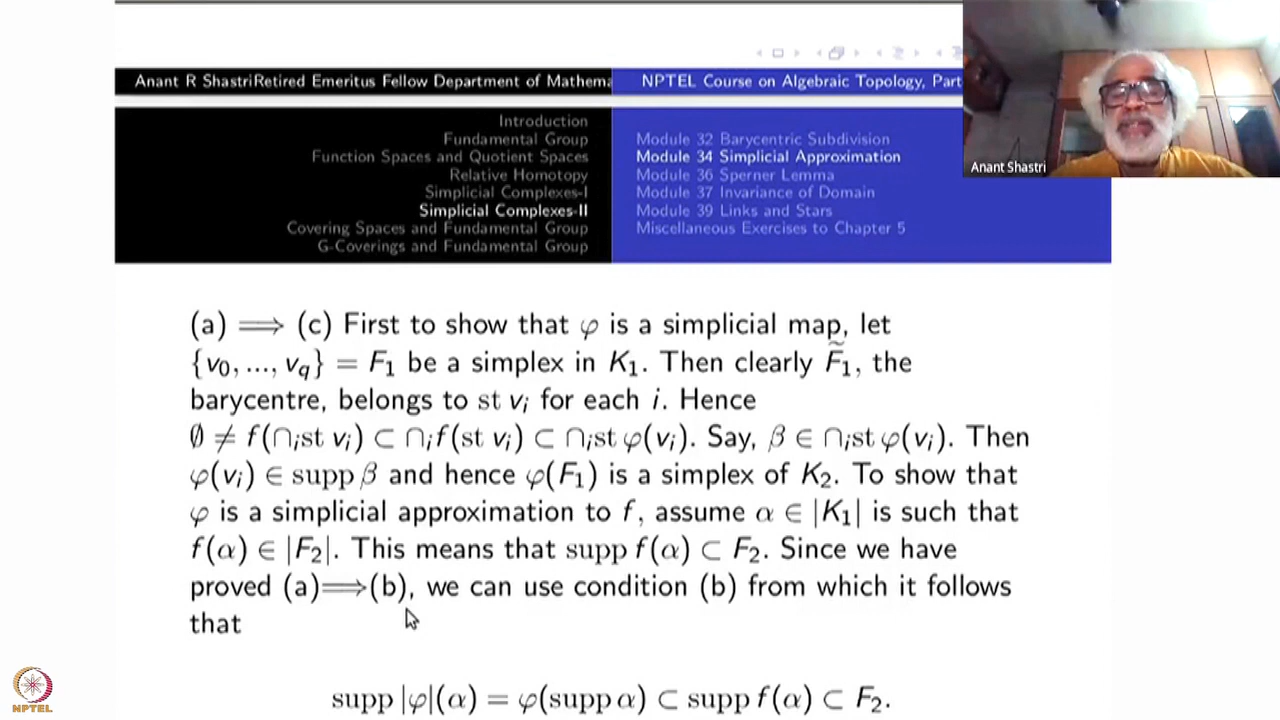 Anant R ShastriRetired Emeritus Fellow Department of Mathema
NPTEL Course on Algebraic Topology, Part
Introduction
Fundamental Group
Function Spaces and Quotient Spaces
Relative Homotopy
Simplicial Complexes-I
Simplicial Complexes-II
Covering Spaces and Fundamental Group
G-Coverings and Fundamental Group
Module 32 Barycentric Subdivision
Module 34 Simplicial Approximation
Module 36 Sperner Lemma
Module 37 Invariance of Domain
Module 39 Links and Stars
Miscellaneous Exercises to Chapter 5
Anant Shastri
(a) ⟹ (c) First to show that φ is a simplicial map, let
{v₀, ..., v_q} = F₁ be a simplex in K₁. Then clearly F̃₁, the
barycentre, belongs to st vᵢ for each i. Hence
∅ ≠ f(∩ᵢst vᵢ) ⊂ ∩ᵢf(st vᵢ) ⊂ ∩ᵢst φ(vᵢ). Say, β ∈ ∩ᵢst φ(vᵢ). Then
φ(vᵢ) ∈ supp β and hence φ(F₁) is a simplex of K₂. To show that
φ is a simplicial approximation to f, assume α ∈ |K₁| is such that
f(α) ∈ |F₂|. This means that supp f(α) ⊂ F₂. Since we have
proved (a)⟹(b), we can use condition (b) from which it follows
that
supp |φ|(α) = φ(supp α) ⊂ supp f(α) ⊂ F₂.
NPTEL